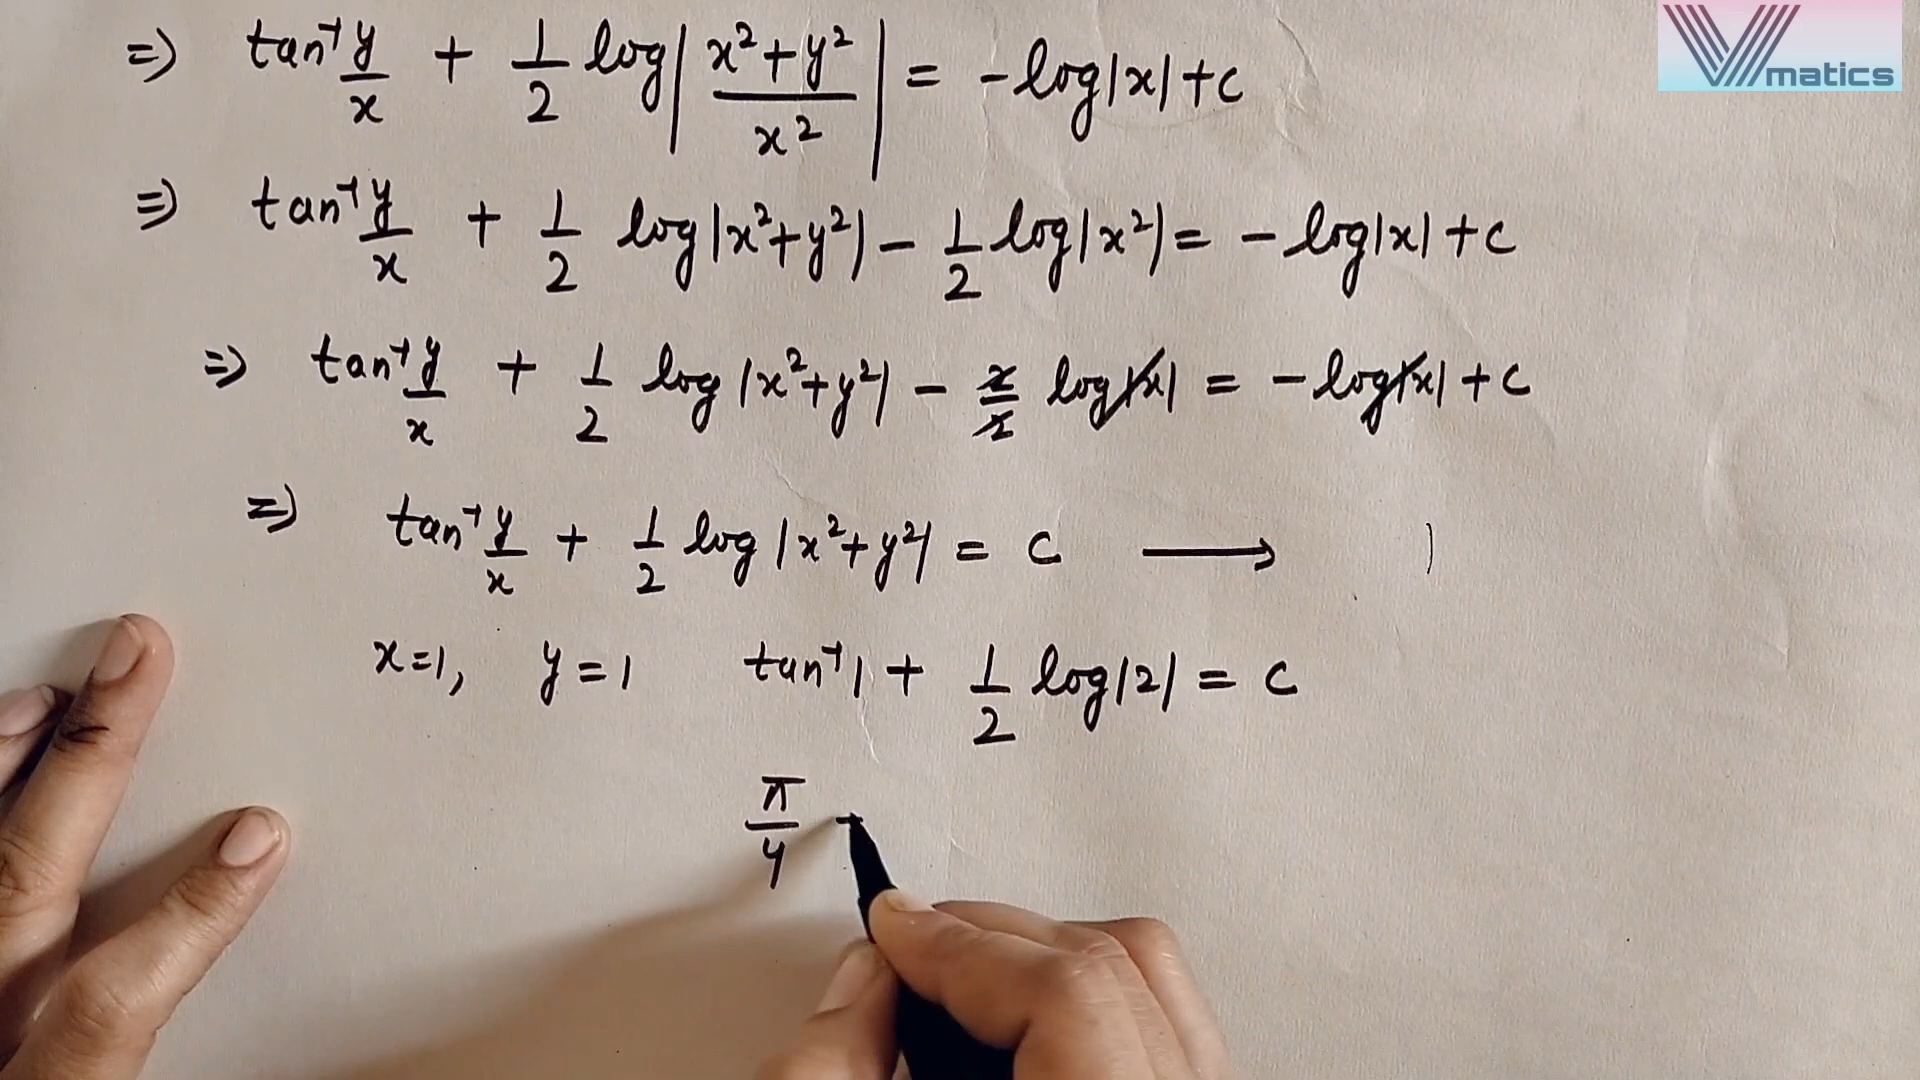 Vmatics
⇒ tan⁻¹ y/x + 1/2 log|(x²+y²)/x²| = -log|x|+c
⇒ tan⁻¹ y/x + 1/2 log|x²+y²| - 1/2 log|x²| = -log|x|+c
⇒ tan⁻¹ y/x + 1/2 log|x²+y²| - 2/2 log|x| = -log|x|+c
⇒ tan⁻¹ y/x + 1/2 log|x²+y²| = c ⟶ 1
x=1, y=1 tan⁻¹1 + 1/2 log|2| = c
π/4 -